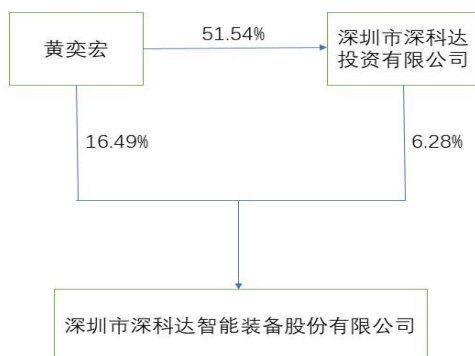 黄奕宏
51.54%
深圳市深科达
投资有限公司
16.49%
6.28%
深圳市深科达智能装备股份有限公司